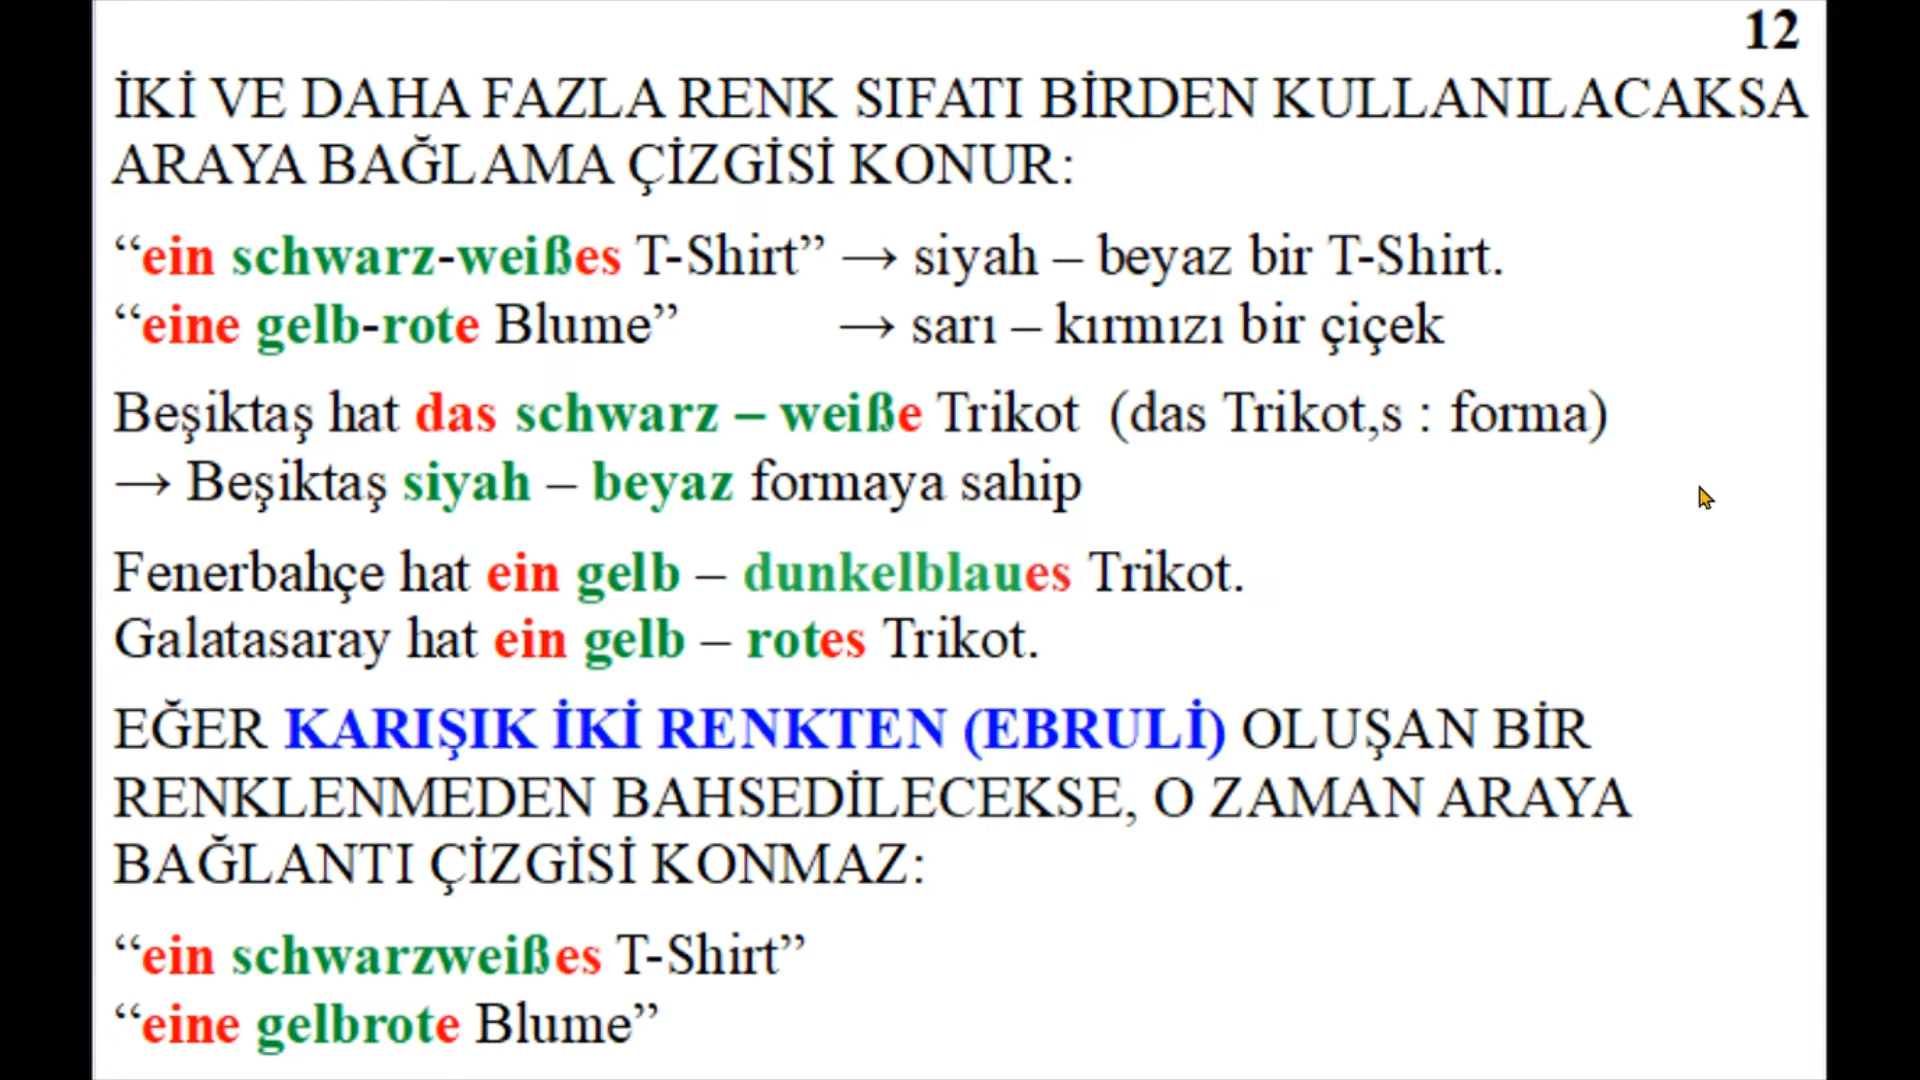 12
İKİ VE DAHA FAZLA RENK SIFATI BİRDEN KULLANILACAKSA
ARAYA BAĞLAMA ÇİZGİSİ KONUR:
“ein schwarz-weißes T-Shirt” → siyah – beyaz bir T-Shirt.
“eine gelb-rote Blume” → sarı – kırmızı bir çiçek
Beşiktaş hat das schwarz – weiße Trikot (das Trikot,s : forma)
→ Beşiktaş siyah – beyaz formaya sahip
Fenerbahçe hat ein gelb – dunkelblaues Trikot.
Galatasaray hat ein gelb – rotes Trikot.
EĞER KARIŞIK İKİ RENKTEN (EBRULİ) OLUŞAN BİR
RENKLENMEDEN BAHSEDİLECEKSE, O ZAMAN ARAYA
BAĞLANTI ÇİZGİSİ KONMAZ:
“ein schwarzweißes T-Shirt”
“eine gelbrote Blume”